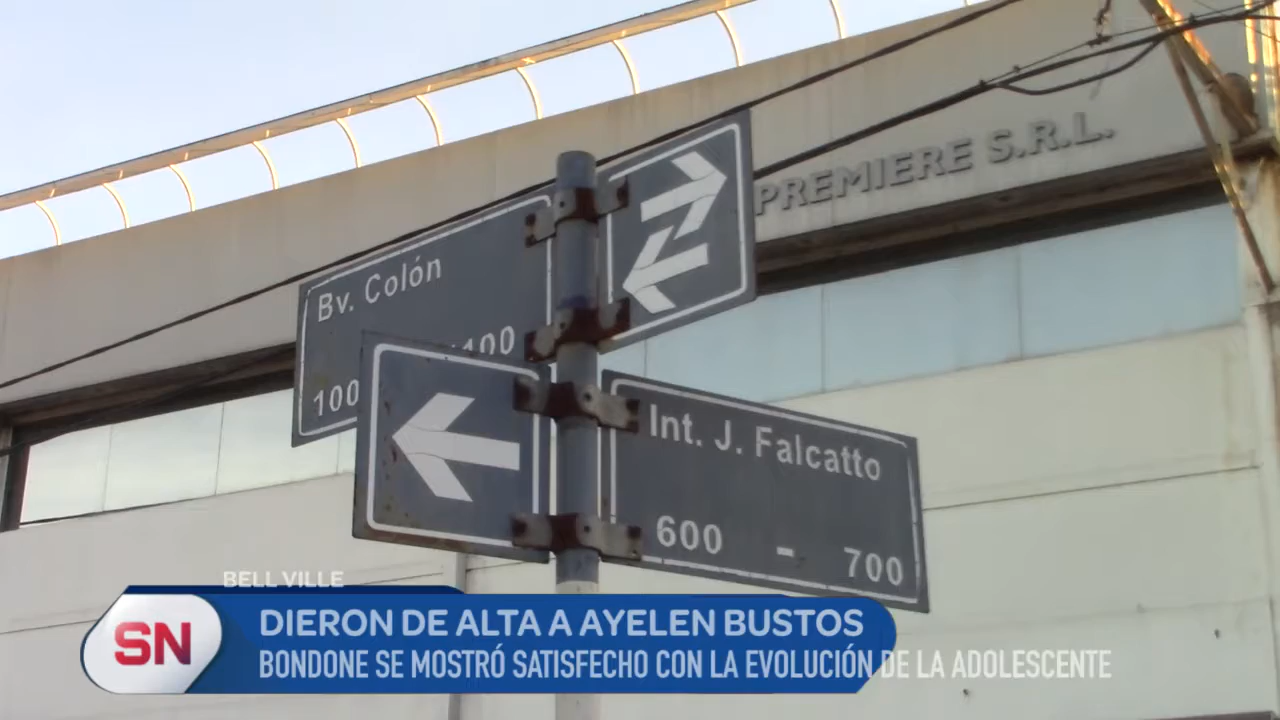 PREMIERE S.R.L.
Bv. Colón
100
100
Int. J. Falcatto
600 - 700
BELL VILLE
SN
DIERON DE ALTA A AYELEN BUSTOS
BONDONE SE MOSTRÓ SATISFECHO CON LA EVOLUCIÓN DE LA ADOLESCENTE